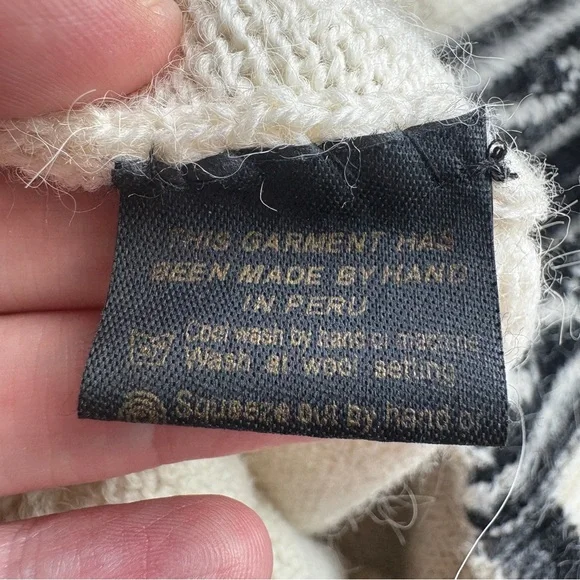 THIS GARMENT HAS
BEEN MADE BY HAND
IN PERU
Cool wash by hand or machine
Wash at wool setting
Squeeze out by hand or